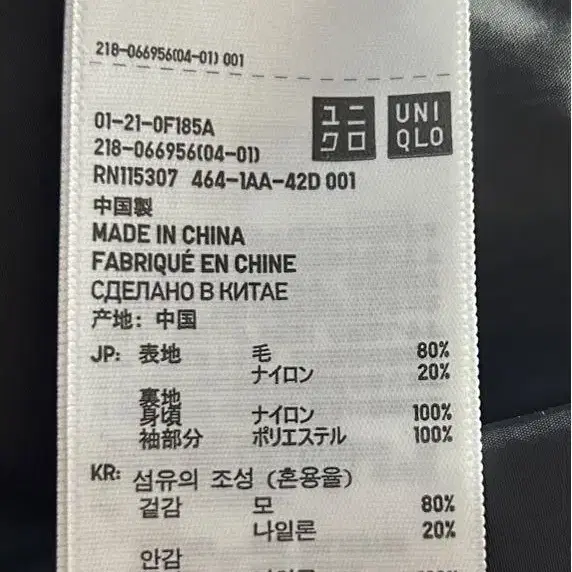 218-066956(04-01) 001
ユニ
クロ
UNI
QLO
01-21-0F185A
218-066956(04-01)
RN115307 464-1AA-42D 001
中国製
MADE IN CHINA
FABRIQUÉ EN CHINE
СДЕЛАНО В КИТАЕ
产地: 中国
JP: 表地 毛 80%
ナイロン 20%
裏地
身頃 ナイロン 100%
袖部分 ポリエステル 100%
KR: 섬유의 조성 (혼용율)
겉감 모 80%
나일론 20%
안감